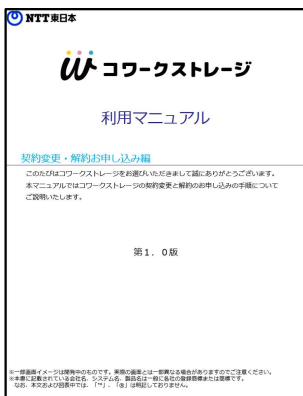 NTT東日本
コワークストレージ
利用マニュアル
契約変更・解約お申し込み編
このたびはコワークストレージをお選びいただきまして誠にありがとうございます。
本マニュアルではコワークストレージの契約変更と解約のお申し込みの手順について
ご説明いたします。
第1.0版
※一部画面イメージは開発中のものです。実際の画面とは一部異なる場合がありますのでご注意ください。
※本書に記載されている会社名、システム名、製品名は一般に各社の登録商標または商標です。
なお、本文および図表中では、「™」、「®」は明記しておりません。